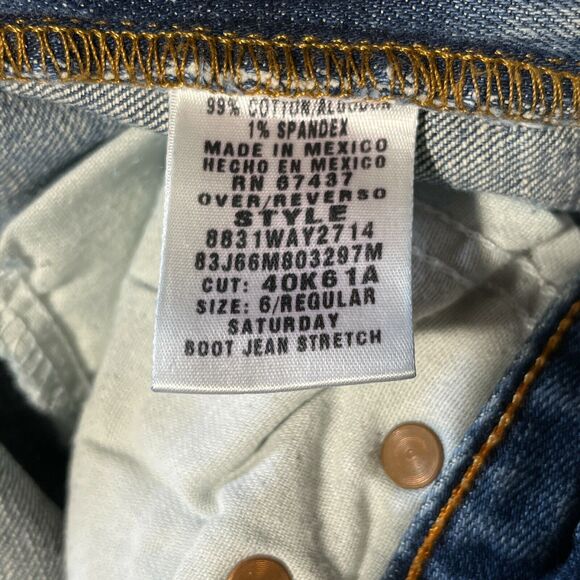 99% COTTON/ALGODON
1% SPANDEX
MADE IN MEXICO
HECHO EN MEXICO
RN 67437
OVER/REVERSO
STYLE
8831WAY2714
83J66M803297M
CUT: 40K61A
SIZE: 6/REGULAR
SATURDAY
BOOT JEAN STRETCH